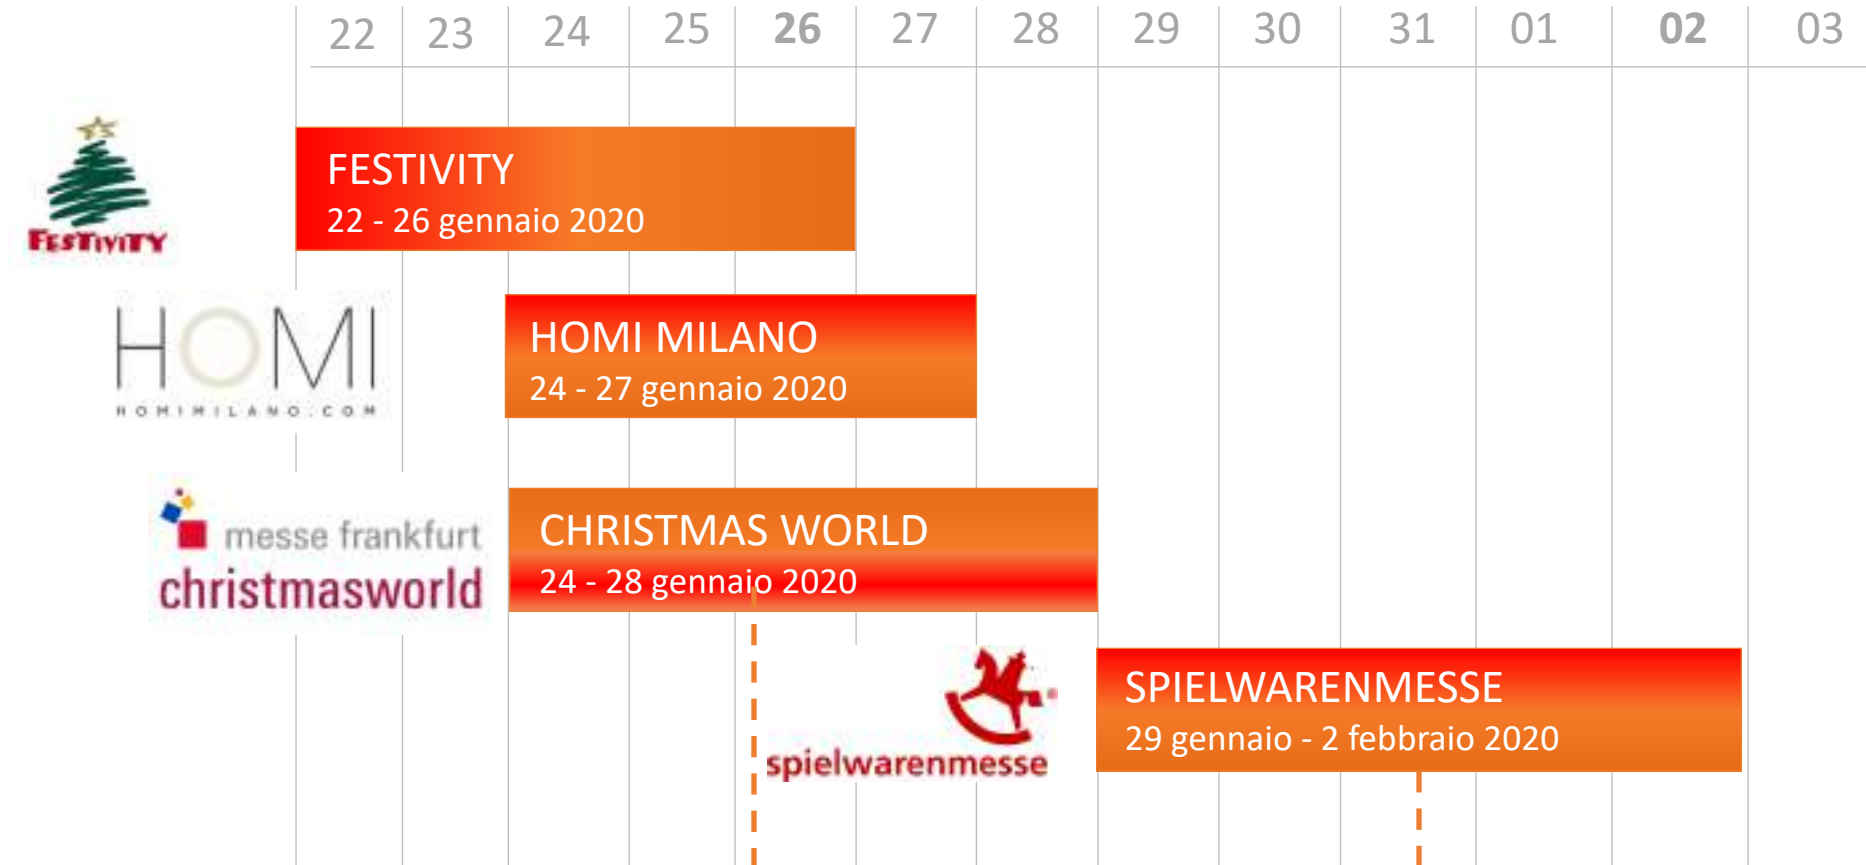 22 23 24 25 26 27 28 29 30 31 01 02 03
FESTIVITY
FESTIVITY
22 - 26 gennaio 2020
HOMI
HOMIMILANO.COM
HOMI MILANO
24 - 27 gennaio 2020
messe frankfurt
christmasworld
CHRISTMAS WORLD
24 - 28 gennaio 2020
spielwarenmesse
SPIELWARENMESSE
29 gennaio - 2 febbraio 2020